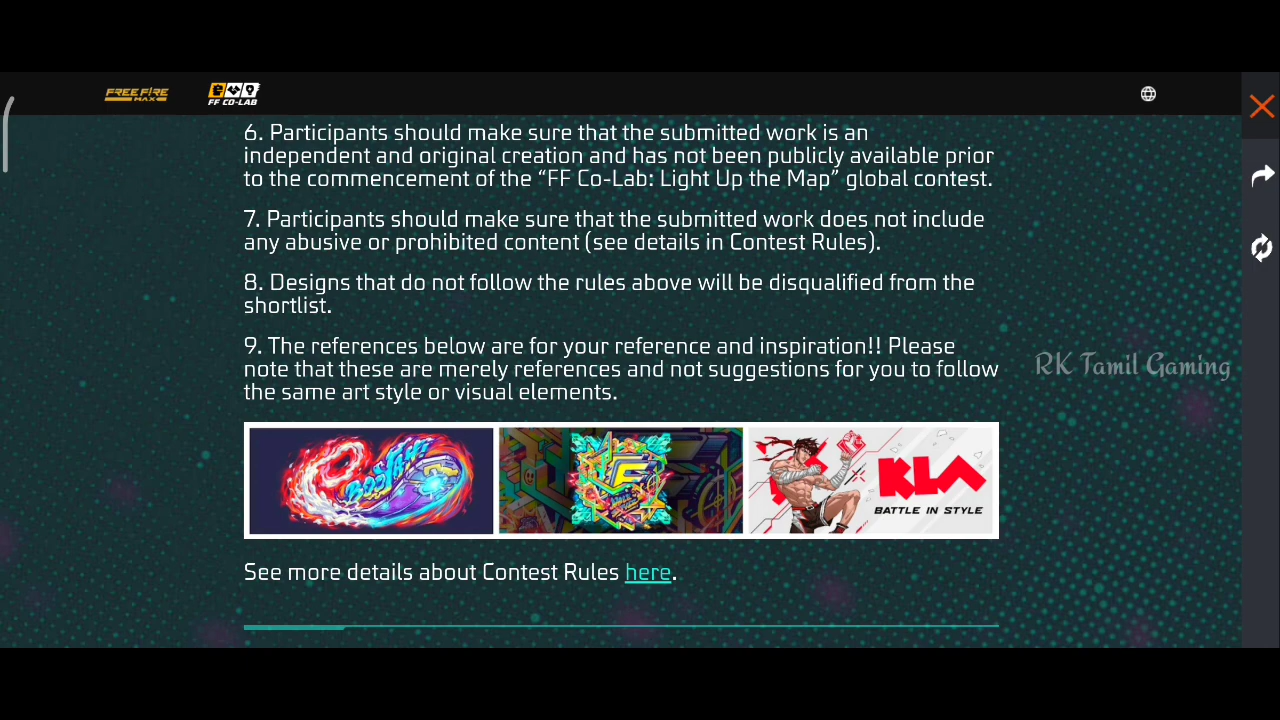 FREE FIRE
MAX
FF CO-LAB
6. Participants should make sure that the submitted work is an
independent and original creation and has not been publicly available prior
to the commencement of the “FF Co-Lab: Light Up the Map” global contest.
7. Participants should make sure that the submitted work does not include
any abusive or prohibited content (see details in Contest Rules).
8. Designs that do not follow the rules above will be disqualified from the
shortlist.
9. The references below are for your reference and inspiration!! Please
note that these are merely references and not suggestions for you to follow
the same art style or visual elements.
RK Tamil Gaming
BOOYAH
KLA
BATTLE IN STYLE
See more details about Contest Rules here.